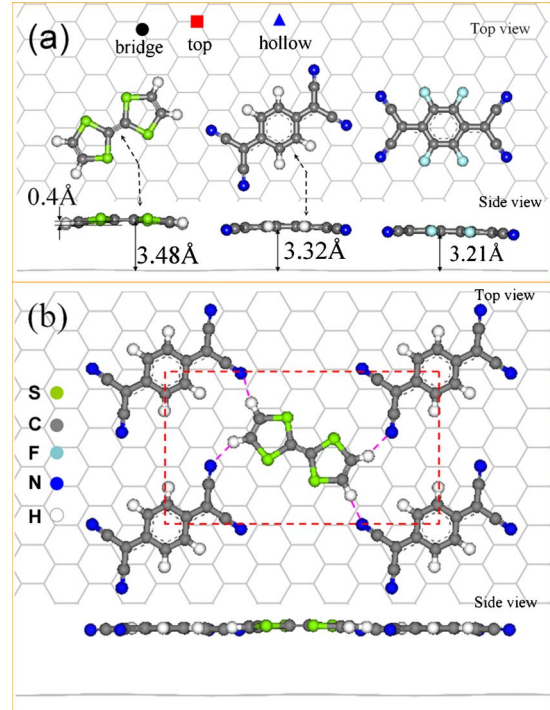 (a)
bridge
top
hollow
Top view
0.4Å
Side view
3.48Å
3.32Å
3.21Å
(b)
Top view
S
C
F
N
H
Side view